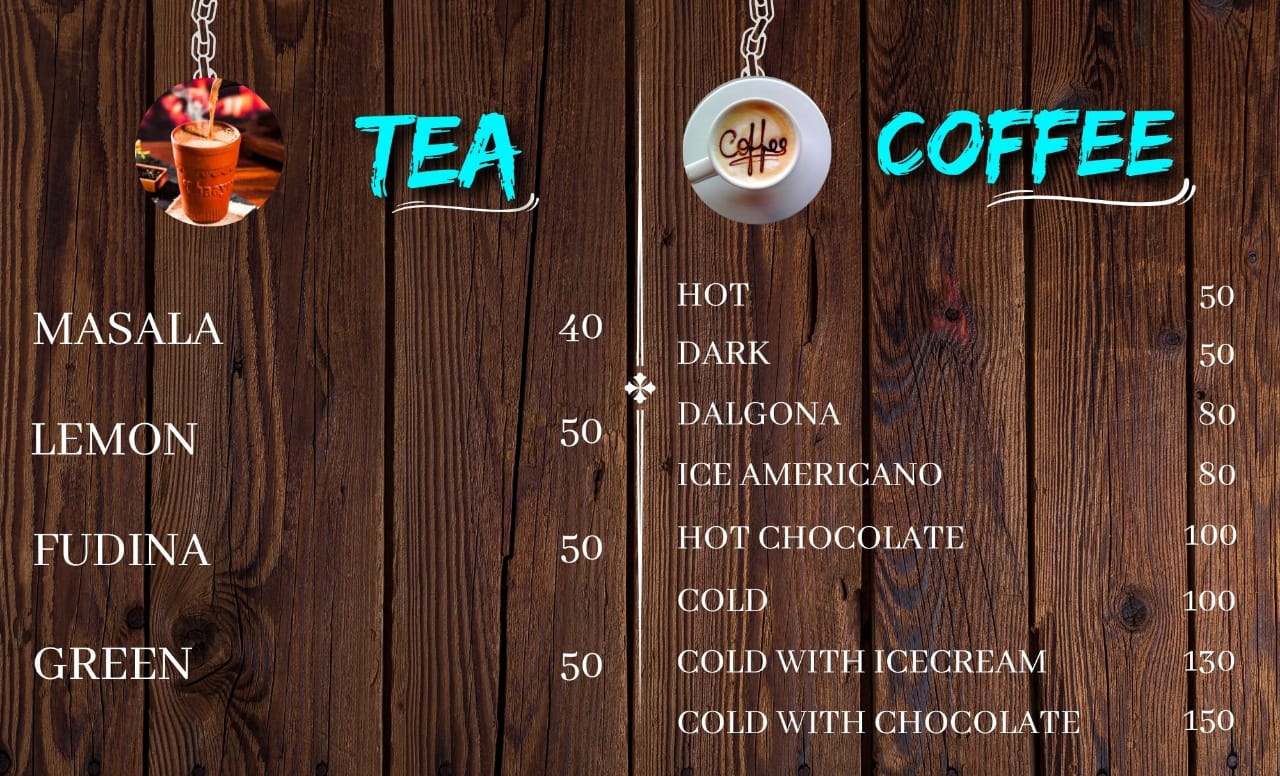 TEA
MASALA 40
LEMON 50
FUDINA 50
GREEN 50
Coffee
COFFEE
HOT 50
DARK 50
DALGONA 80
ICE AMERICANO 80
HOT CHOCOLATE 100
COLD 100
COLD WITH ICECREAM 130
COLD WITH CHOCOLATE 150